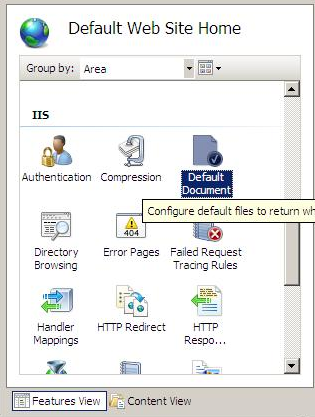 Default Web Site Home
Group by: Area
IIS
Authentication Compression Default Document
Configure default files to return wh
Directory Browsing Error Pages Failed Request Tracing Rules
404
Handler Mappings HTTP Redirect HTTP Respo...
Features View Content View